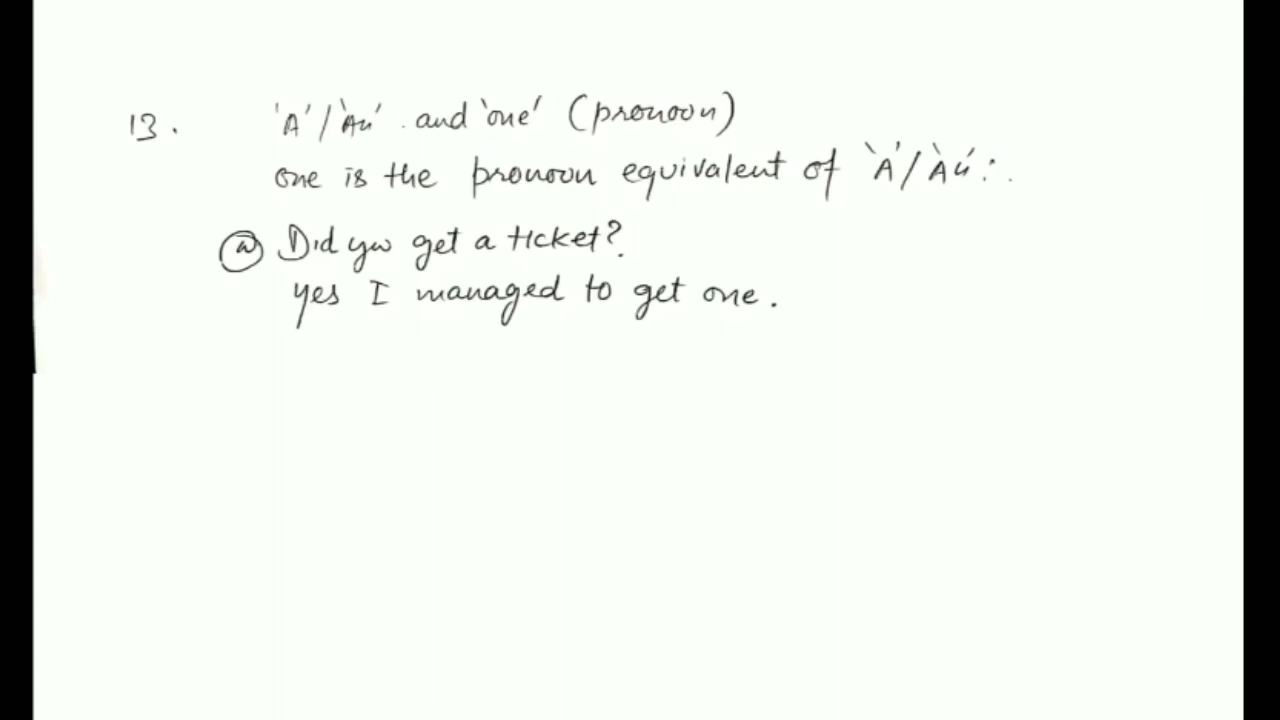 13. 'A'/'An' and 'one' (pronoun)
one is the pronoun equivalent of 'A'/'An':
(a) Did you get a ticket?
yes I managed to get one.